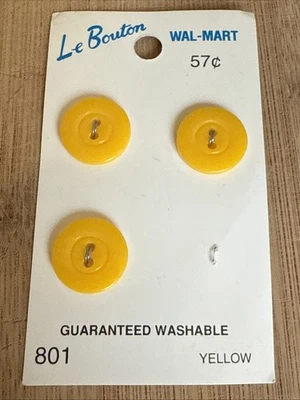 Le Bouton WAL-MART
57¢
GUARANTEED WASHABLE
801 YELLOW